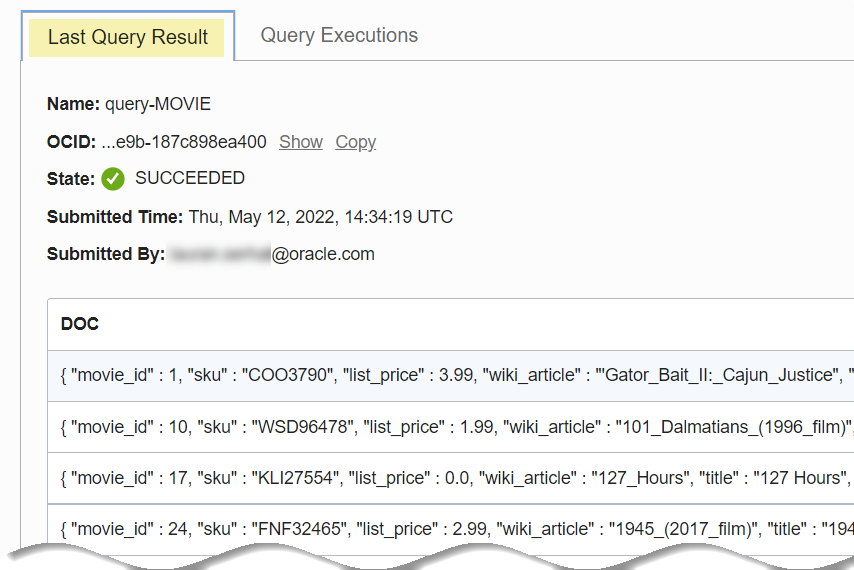 Last Query Result Query Executions
Name: query-MOVIE
OCID: ...e9b-187c898ea400 Show Copy
State: SUCCEEDED
Submitted Time: Thu, May 12, 2022, 14:34:19 UTC
Submitted By: @oracle.com
DOC
{ "movie_id" : 1, "sku" : "COO3790", "list_price" : 3.99, "wiki_article" : "'Gator_Bait_II:_Cajun_Justice", "
{ "movie_id" : 10, "sku" : "WSD96478", "list_price" : 1.99, "wiki_article" : "101_Dalmatians_(1996_film)",
{ "movie_id" : 17, "sku" : "KLI27554", "list_price" : 0.0, "wiki_article" : "127_Hours", "title" : "127 Hours",
{ "movie_id" : 24, "sku" : "FNF32465", "list_price" : 2.99, "wiki_article" : "1945_(2017_film)", "title" : "194